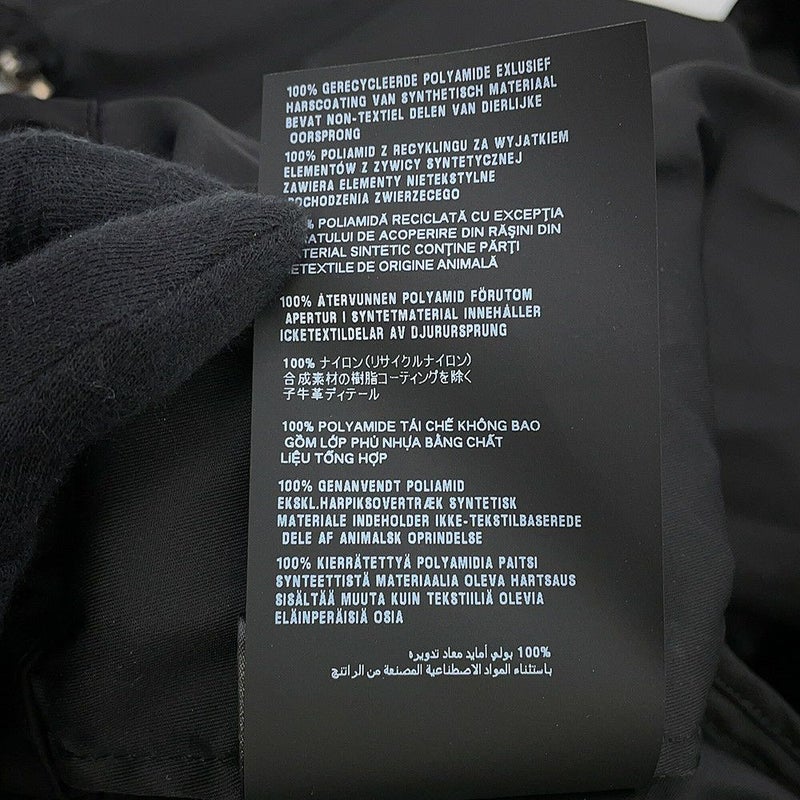 100% GERECYCLEERDE POLYAMIDE EXLUSIEF
HARSCOATING VAN SYNTHETISCH MATERIAAL
BEVAT NON-TEXTIEL DELEN VAN DIERLIJKE
OORSPRONG
100% POLIAMID Z RECYKLINGU ZA WYJATKIEM
ELEMENTÓW Z ZYWICY SYNTETYCZNEJ
ZAWIERA ELEMENTY NIETEKSTYLNE
POCHODZENIA ZWIERZECEGO
% POLIAMIDĂ RECICLATĂ CU EXCEPȚIA
RATULUI DE ACOPERIRE DIN RĂȘINI DIN
ATERIAL SINTETIC CONȚINE PĂRȚI
ETEXTILE DE ORIGINE ANIMALĂ
100% ÅTERVUNNEN POLYAMID FÖRUTOM
APERTUR I SYNTETMATERIAL INNEHÅLLER
ICKETEXTILDELAR AV DJURURSPRUNG
100% ナイロン(リサイクルナイロン)
合成素材の樹脂コーティングを除く
子牛革ディテール
100% POLYAMIDE TÁI CHẾ KHÔNG BAO
GỒM LỚP PHỦ NHỰA BẰNG CHẤT
LIỆU TỔNG HỢP
100% GENANVENDT POLIAMID
EKSKL.HARPIKSOVERTRÆK SYNTETISK
MATERIALE INDEHOLDER IKKE-TEKSTILBASEREDE
DELE AF ANIMALSK OPRINDELSE
100% KIERRÄTETTYÄ POLYAMIDIA PAITSI
SYNTEETTISTÄ MATERIAALIA OLEVA HARTSAUS
SISÄLTÄÄ MUUTA KUIN TEKSTIILIÄ OLEVIA
ELÄINPERÄISIÄ OSIA
100% بولي أمايد معاد تدويره
باستثناء المواد الاصطناعية المصنعة من الراتنج